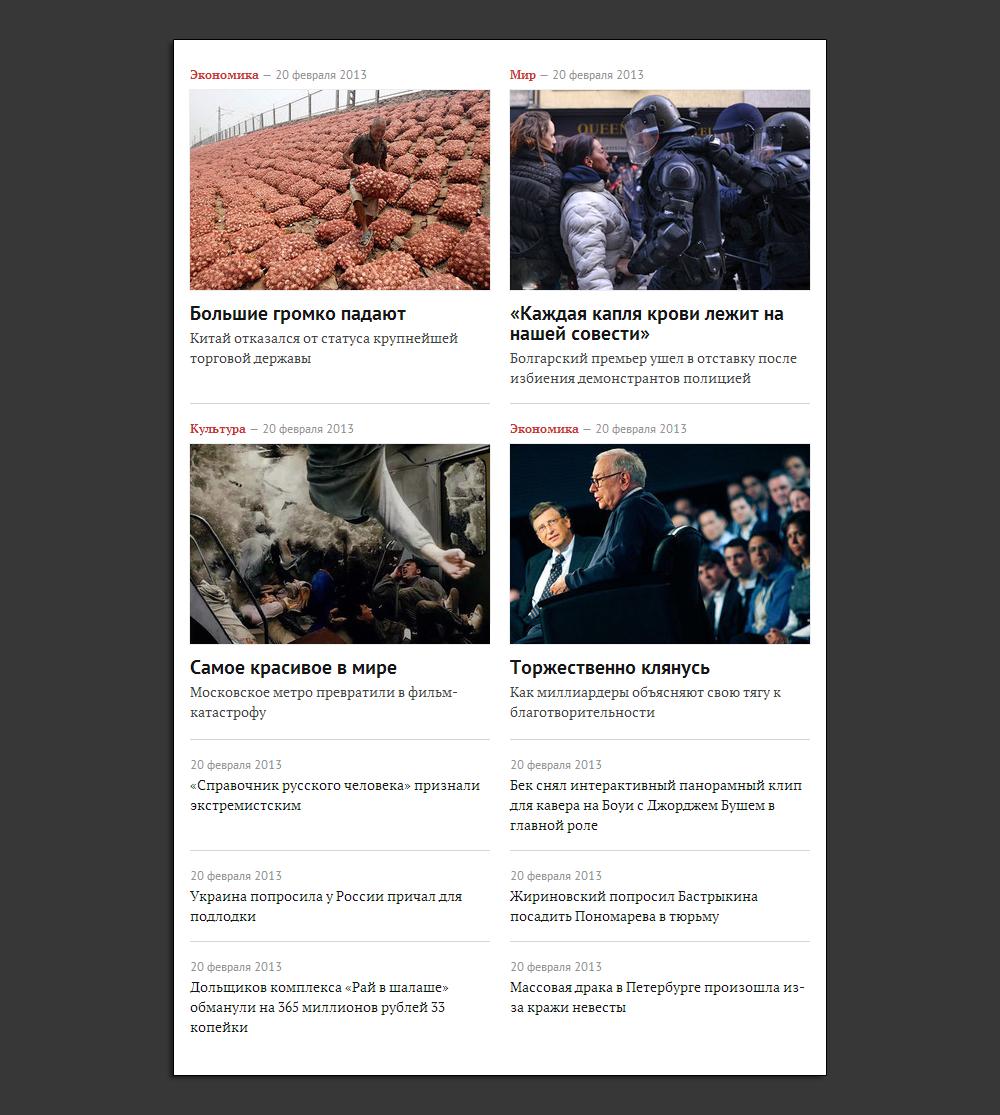 Экономика — 20 февраля 2013
QUEEN
Большие громко падают
Китай отказался от статуса крупнейшей
торговой державы
Мир — 20 февраля 2013
«Каждая капля крови лежит на
нашей совести»
Болгарский премьер ушел в отставку после
избиения демонстрантов полицией
Культура — 20 февраля 2013
Самое красивое в мире
Московское метро превратили в фильм-
катастрофу
Экономика — 20 февраля 2013
Торжественно клянусь
Как миллиардеры объясняют свою тягу к
благотворительности
20 февраля 2013
«Справочник русского человека» признали
экстремистским
20 февраля 2013
Бек снял интерактивный панорамный клип
для кавера на Боуи с Джорджем Бушем в
главной роле
20 февраля 2013
Украина попросила у России причал для
подлодки
20 февраля 2013
Жириновский попросил Бастрыкина
посадить Пономарева в тюрьму
20 февраля 2013
Дольщиков комплекса «Рай в шалаше»
обманули на 365 миллионов рублей 33
копейки
20 февраля 2013
Массовая драка в Петербурге произошла из-
за кражи невесты